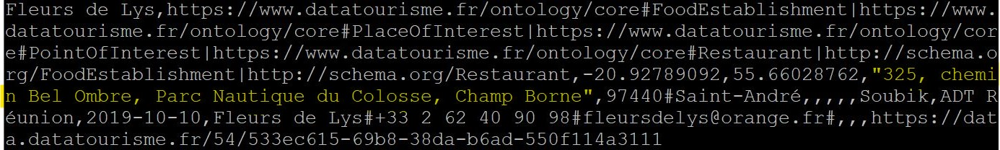 Fleurs de Lys,https://www.datatourisme.fr/ontology/core#FoodEstablishment|https://www.
datatourisme.fr/ontology/core#PlaceOfInterest|https://www.datatourisme.fr/ontology/cor
e#PointOfInterest|https://www.datatourisme.fr/ontology/core#Restaurant|http://schema.o
rg/FoodEstablishment|http://schema.org/Restaurant,-20.92789092,55.66028762,"325, chemi
n Bel Ombre, Parc Nautique du Colosse, Champ Borne",97440#Saint-André,,,,,Soubik,ADT R
éunion,2019-10-10,Fleurs de Lys#+33 2 62 40 90 98#fleursdelys@orange.fr#,,,https://dat
a.datatourisme.fr/54/533ec615-69b8-38da-b6ad-550f114a3111